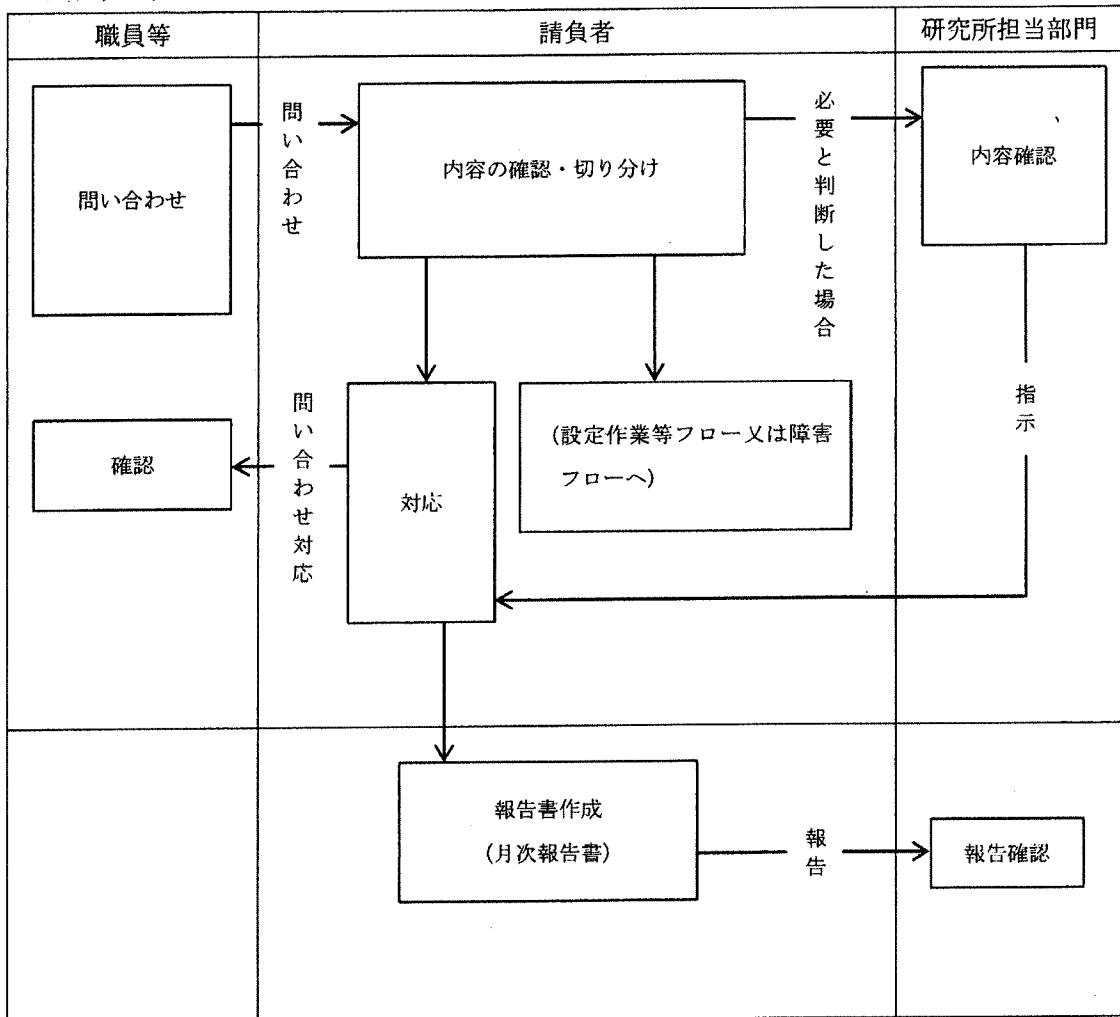 職員等
請負者
研究所担当部門
問い合わせ
問い合わせ
内容の確認・切り分け
必要と判断した場合
内容確認
指示
(設定作業等フロー又は障害
フローへ)
対応
問い合わせ対応
確認
報告書作成
(月次報告書)
報告
報告確認